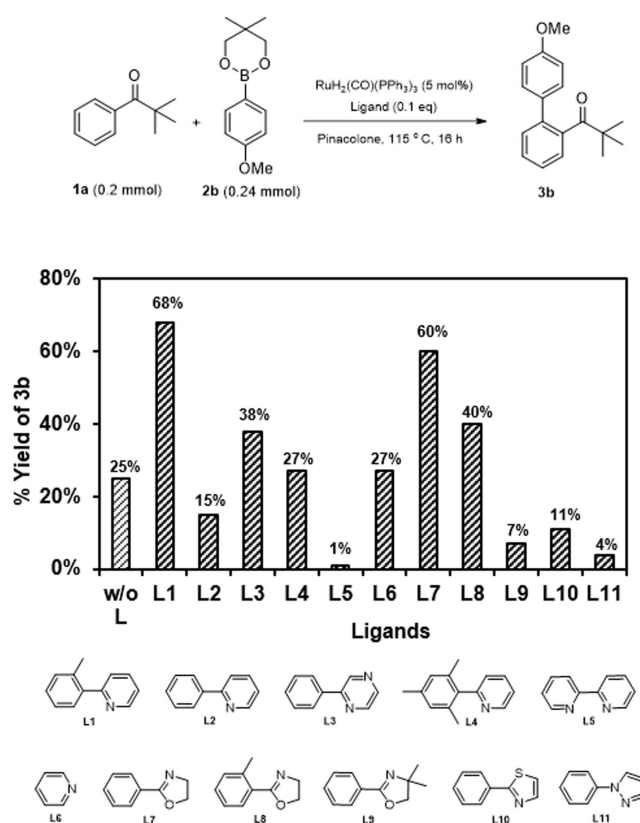 OMe
O
O
O
B
RuH2(CO)(PPh3)3 (5 mol%)
Ligand (0.1 eq)
Pinacolone, 115 °C, 16 h
+
O
OMe
1a (0.2 mmol)
2b (0.24 mmol)
3b
80%
60%
40%
20%
0%
% Yield of 3b
25%
68%
15%
38%
27%
1%
27%
60%
40%
7%
11%
4%
w/o L
L1
L2
L3
L4
L5
L6
L7
L8
L9
L10
L11
Ligands
N
L1
N
L2
N
N
L3
N
L4
N
N
L5
N
L6
N
O
L7
N
O
L8
N
O
L9
S
N
L10
N
N
L11